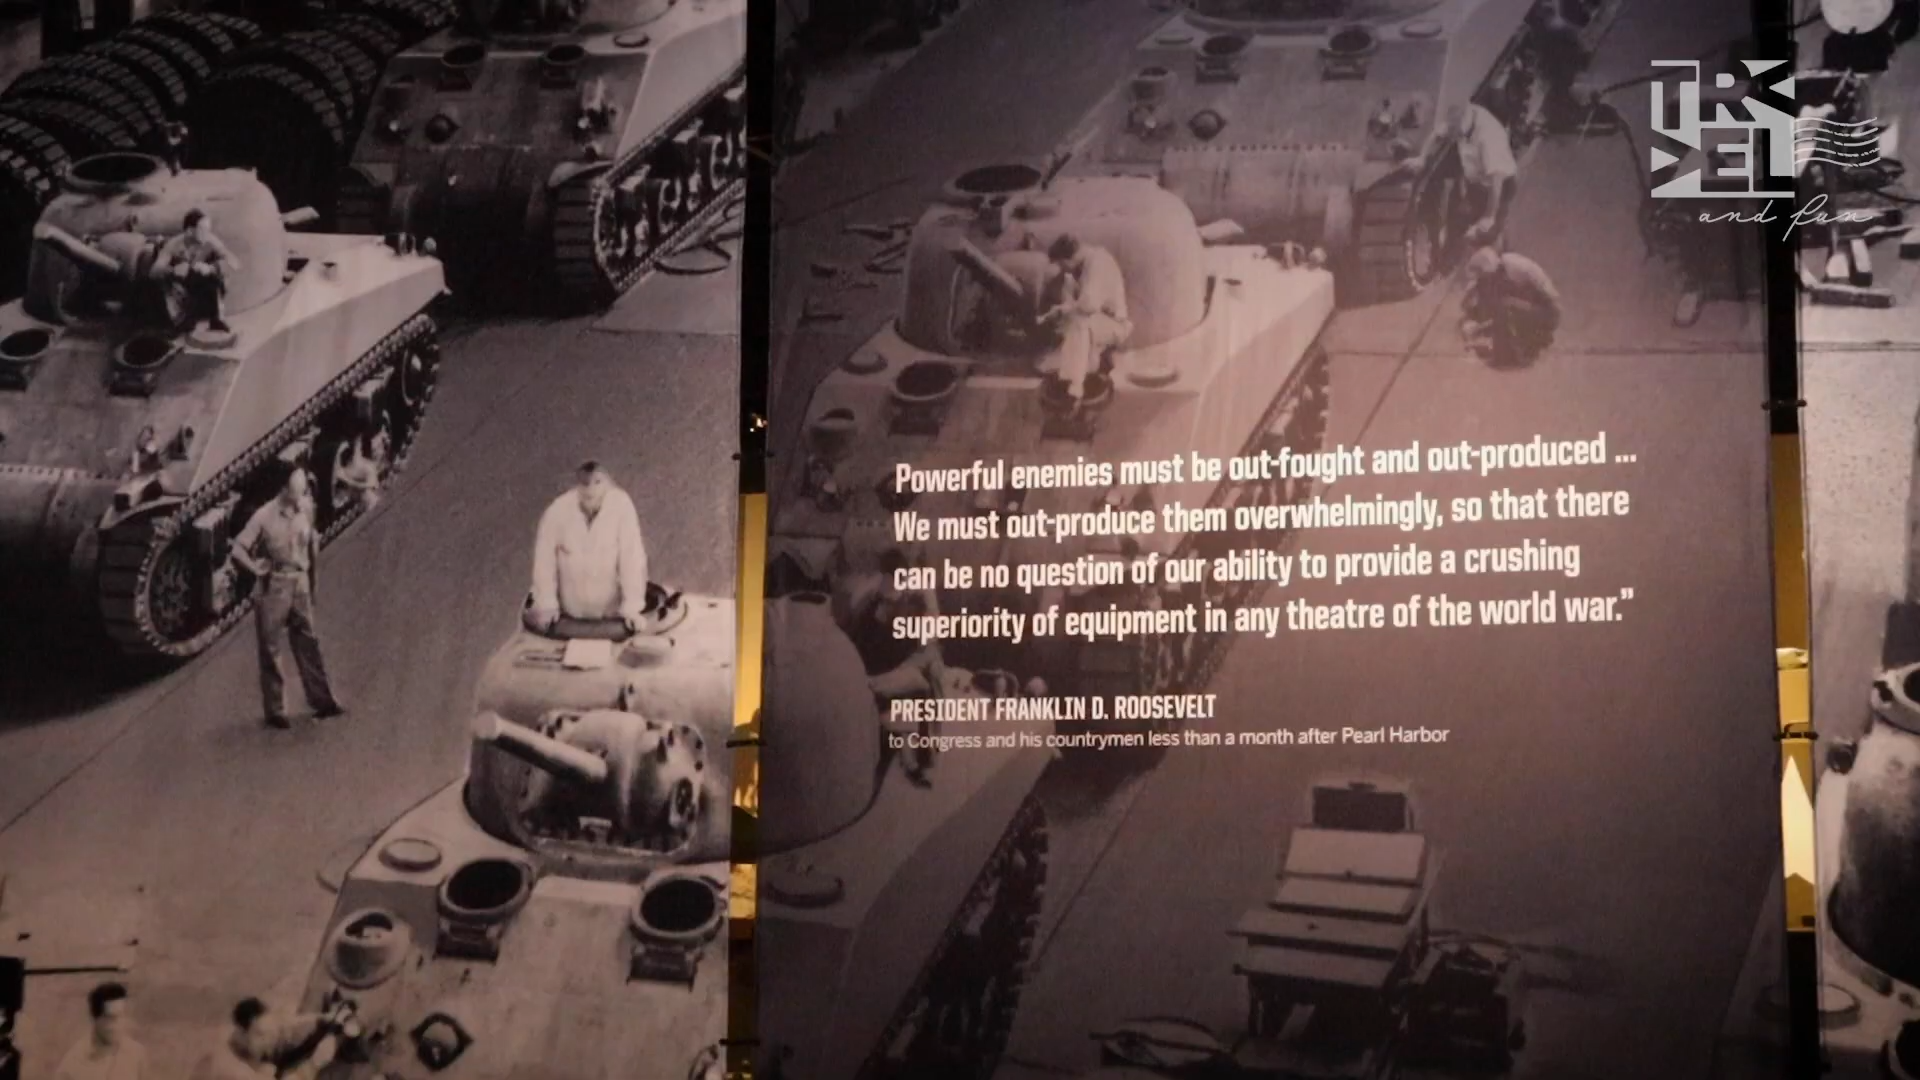 TRAVEL
and fun
Powerful enemies must be out-fought and out-produced ...
We must out-produce them overwhelmingly, so that there
can be no question of our ability to provide a crushing
superiority of equipment in any theatre of the world war.”
PRESIDENT FRANKLIN D. ROOSEVELT
to Congress and his countrymen less than a month after Pearl Harbor